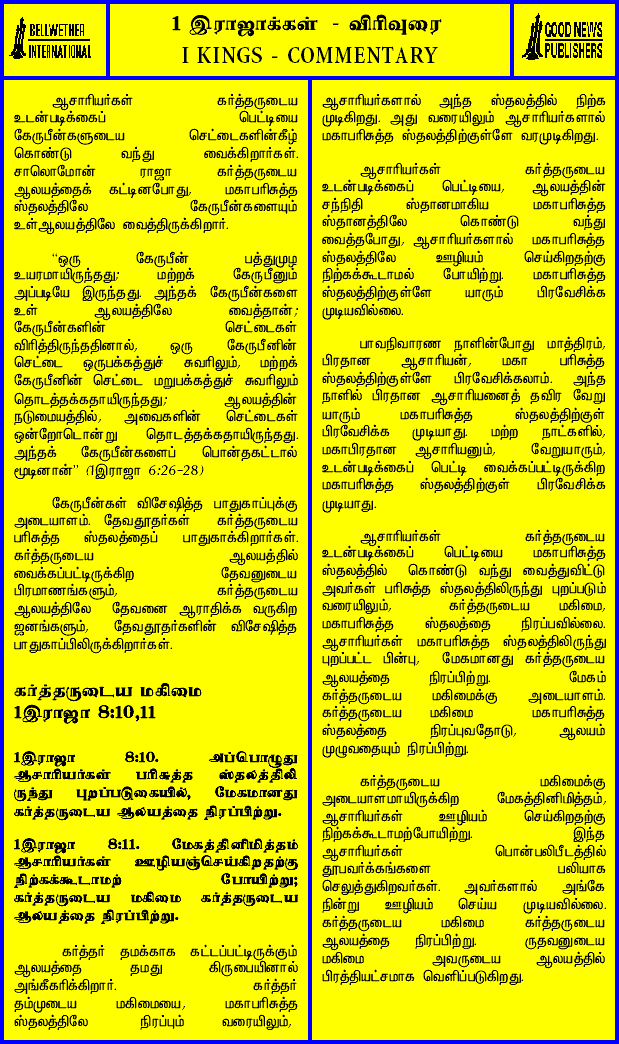 BELLWETHER
INTERNATIONAL
1 இராஜாக்கள் - விரிவுரை
I KINGS - COMMENTARY
GOOD NEWS
PUBLISHERS
ஆசாரியர்கள் கர்த்தருடைய
உடன்படிக்கைப் பெட்டியை
கேருபீன்களுடைய செட்டைகளின்கீழ்
கொண்டு வந்து வைக்கிறார்கள்.
சாலொமோன் ராஜா கர்த்தருடைய
ஆலயத்தைக் கட்டினபோது, மகாபரிசுத்த
ஸ்தலத்திலே கேருபீன்களையும்
உள்ஆலயத்திலே வைத்திருக்கிறார்.
“ஒரு கேருபீன் பத்துமுழ
உயரமாயிருந்தது; மற்றக் கேருபீனும்
அப்படியே இருந்தது. அந்தக் கேருபீன்களை
உள் ஆலயத்திலே வைத்தான்;
கேருபீன்களின் செட்டைகள்
விரித்திருந்ததினால், ஒரு கேருபீனின்
செட்டை ஒருபக்கத்துச் சுவரிலும், மற்றக்
கேருபீனின் செட்டை மறுபக்கத்துச் சுவரிலும்
தொடத்தக்கதாயிருந்தது; ஆலயத்தின்
நடுமையத்தில், அவைகளின் செட்டைகள்
ஒன்றோடொன்று தொடத்தக்கதாயிருந்தது.
அந்தக் கேருபீன்களைப் பொன்தகட்டால்
மூடினான்” (1இராஜா 6:26-28)
கேருபீன்கள் விசேஷித்த பாதுகாப்புக்கு
அடையாளம். தேவதூதர்கள் கர்த்தருடைய
பரிசுத்த ஸ்தலத்தைப் பாதுகாக்கிறார்கள்.
கர்த்தருடைய ஆலயத்தில்
வைக்கப்பட்டிருக்கிற தேவனுடைய
பிரமாணங்களும், கர்த்தருடைய
ஆலயத்திலே தேவனை ஆராதிக்க வருகிற
ஜனங்களும், தேவதூதர்களின் விசேஷித்த
பாதுகாப்பிலிருக்கிறார்கள்.
கர்த்தருடைய மகிமை
1இராஜா 8:10,11
1இராஜா 8:10. அப்பொழுது
ஆசாரியர்கள் பரிசுத்த ஸ்தலத்திலி
ருந்து புறப்படுகையில், மேகமானது
கர்த்தருடைய ஆலயத்தை நிரப்பிற்று.
1இராஜா 8:11. மேகத்தினிமித்தம்
ஆசாரியர்கள் ஊழியஞ்செய்கிறதற்கு
நிற்கக்கூடாமற் போயிற்று;
கர்த்தருடைய மகிமை கர்த்தருடைய
ஆலயத்தை நிரப்பிற்று.
கர்த்தர் தமக்காக கட்டப்பட்டிருக்கும்
ஆலயத்தை தமது கிருபையினால்
அங்கீகரிக்கிறார். கர்த்தர்
தம்முடைய மகிமையை, மகாபரிசுத்த
ஸ்தலத்திலே நிரப்பும் வரையிலும்,
ஆசாரியர்களால் அந்த ஸ்தலத்தில் நிற்க
முடிகிறது. அது வரையிலும் ஆசாரியர்களால்
மகாபரிசுத்த ஸ்தலத்திற்குள்ளே வரமுடிகிறது.
ஆசாரியர்கள் கர்த்தருடைய
உடன்படிக்கைப் பெட்டியை, ஆலயத்தின்
சந்நிதி ஸ்தானமாகிய மகாபரிசுத்த
ஸ்தானத்திலே கொண்டு வந்து
வைத்தபோது, ஆசாரியர்களால் மகாபரிசுத்த
ஸ்தலத்திலே ஊழியம் செய்கிறதற்கு
நிற்கக்கூடாமல் போயிற்று. மகாபரிசுத்த
ஸ்தலத்திற்குள்ளே யாரும் பிரவேசிக்க
முடியவில்லை.
பாவநிவாரண நாளின்போது மாத்திரம்,
பிரதான ஆசாரியன், மகா பரிசுத்த
ஸ்தலத்திற்குள்ளே பிரவேசிக்கலாம். அந்த
நாளில் பிரதான ஆசாரியனைத் தவிர வேறு
யாரும் மகாபரிசுத்த ஸ்தலத்திற்குள்
பிரவேசிக்க முடியாது. மற்ற நாட்களில்,
மகாபிரதான ஆசாரியனும், வேறுயாரும்,
உடன்படிக்கைப் பெட்டி வைக்கப்பட்டிருக்கிற
மகாபரிசுத்த ஸ்தலத்திற்குள் பிரவேசிக்க
முடியாது.
ஆசாரியர்கள் கர்த்தருடைய
உடன்படிக்கைப் பெட்டியை மகாபரிசுத்த
ஸ்தலத்தில் கொண்டு வந்து வைத்துவிட்டு
அவர்கள் பரிசுத்த ஸ்தலத்திலிருந்து புறப்படும்
வரையிலும், கர்த்தருடைய மகிமை,
மகாபரிசுத்த ஸ்தலத்தை நிரப்பவில்லை.
ஆசாரியர்கள் மகாபரிசுத்த ஸ்தலத்திலிருந்து
புறப்பட்ட பின்பு, மேகமானது கர்த்தருடைய
ஆலயத்தை நிரப்பிற்று. மேகம்
கர்த்தருடைய மகிமைக்கு அடையாளம்.
கர்த்தருடைய மகிமை மகாபரிசுத்த
ஸ்தலத்தை நிரப்புவதோடு, ஆலயம்
முழுவதையும் நிரப்பிற்று.
கர்த்தருடைய மகிமைக்கு
அடையாளமாயிருக்கிற மேகத்தினிமித்தம்,
ஆசாரியர்கள் ஊழியம் செய்கிறதற்கு
நிற்கக்கூடாமற்போயிற்று. இந்த
ஆசாரியர்கள் பொன்பலிபீடத்தில்
தூபவர்க்கங்களை பலியாக
செலுத்துகிறவர்கள். அவர்களால் அங்கே
நின்று ஊழியம் செய்ய முடியவில்லை.
கர்த்தருடைய மகிமை கர்த்தருடைய
ஆலயத்தை நிரப்பிற்று. ருதவனுடைய
மகிமை அவருடைய ஆலயத்தில்
பிரத்தியட்சமாக வெளிப்படுகிறது.